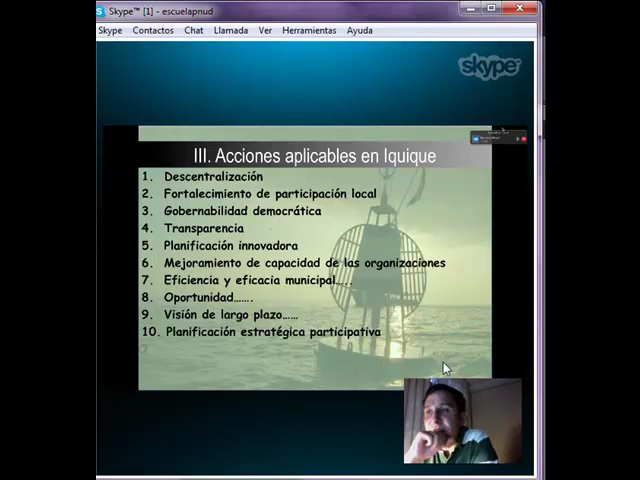 Skype™ [1] - escuelapnud
Skype Contactos Chat Llamada Ver Herramientas Ayuda
skype
III. Acciones aplicables en Iquique
1. Descentralización
2. Fortalecimiento de participación local
3. Gobernabilidad democrática
4. Transparencia
5. Planificación innovadora
6. Mejoramiento de capacidad de las organizaciones
7. Eficiencia y eficacia municipal…..
8. Oportunidad…….
9. Visión de largo plazo……
10. Planificación estratégica participativa